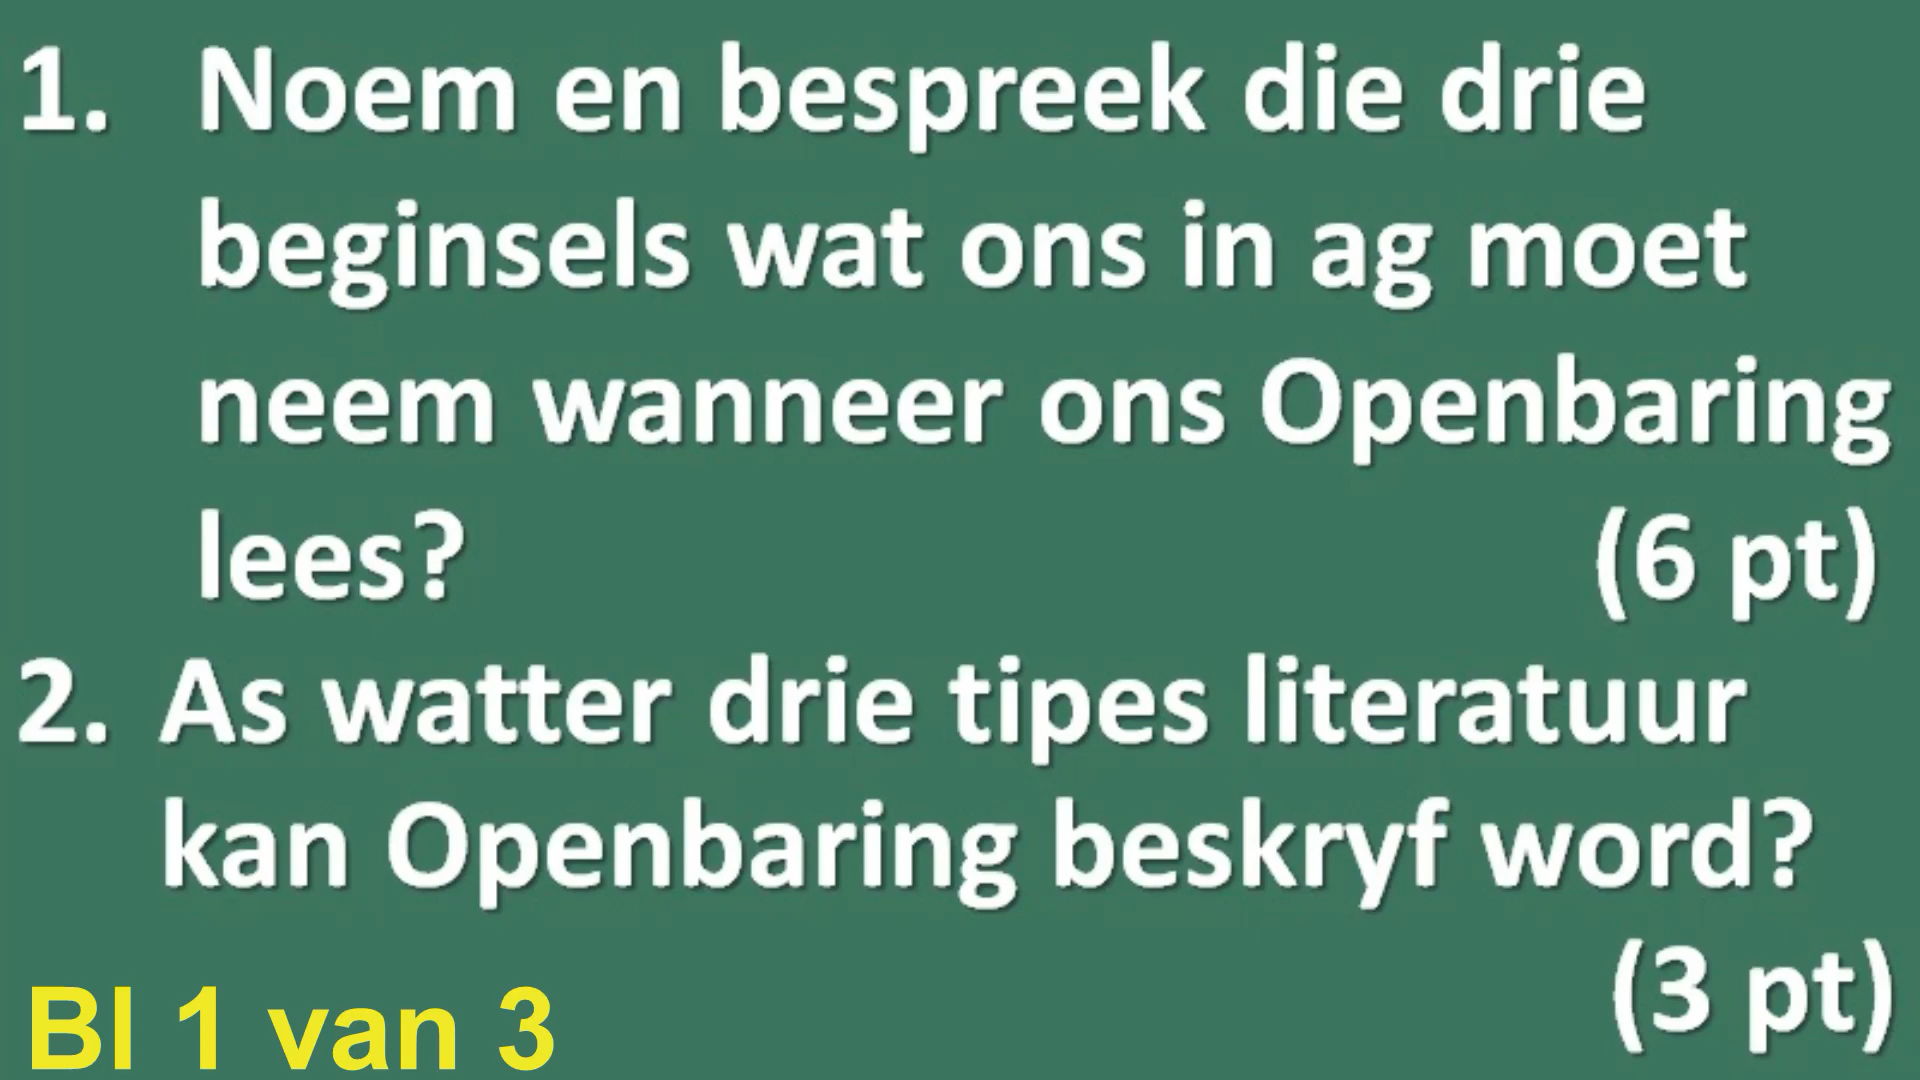 1. Noem en bespreek die drie
beginsels wat ons in ag moet
neem wanneer ons Openbaring
lees? (6 pt)
2. As watter drie tipes literatuur
kan Openbaring beskryf word?
(3 pt)
Bl 1 van 3